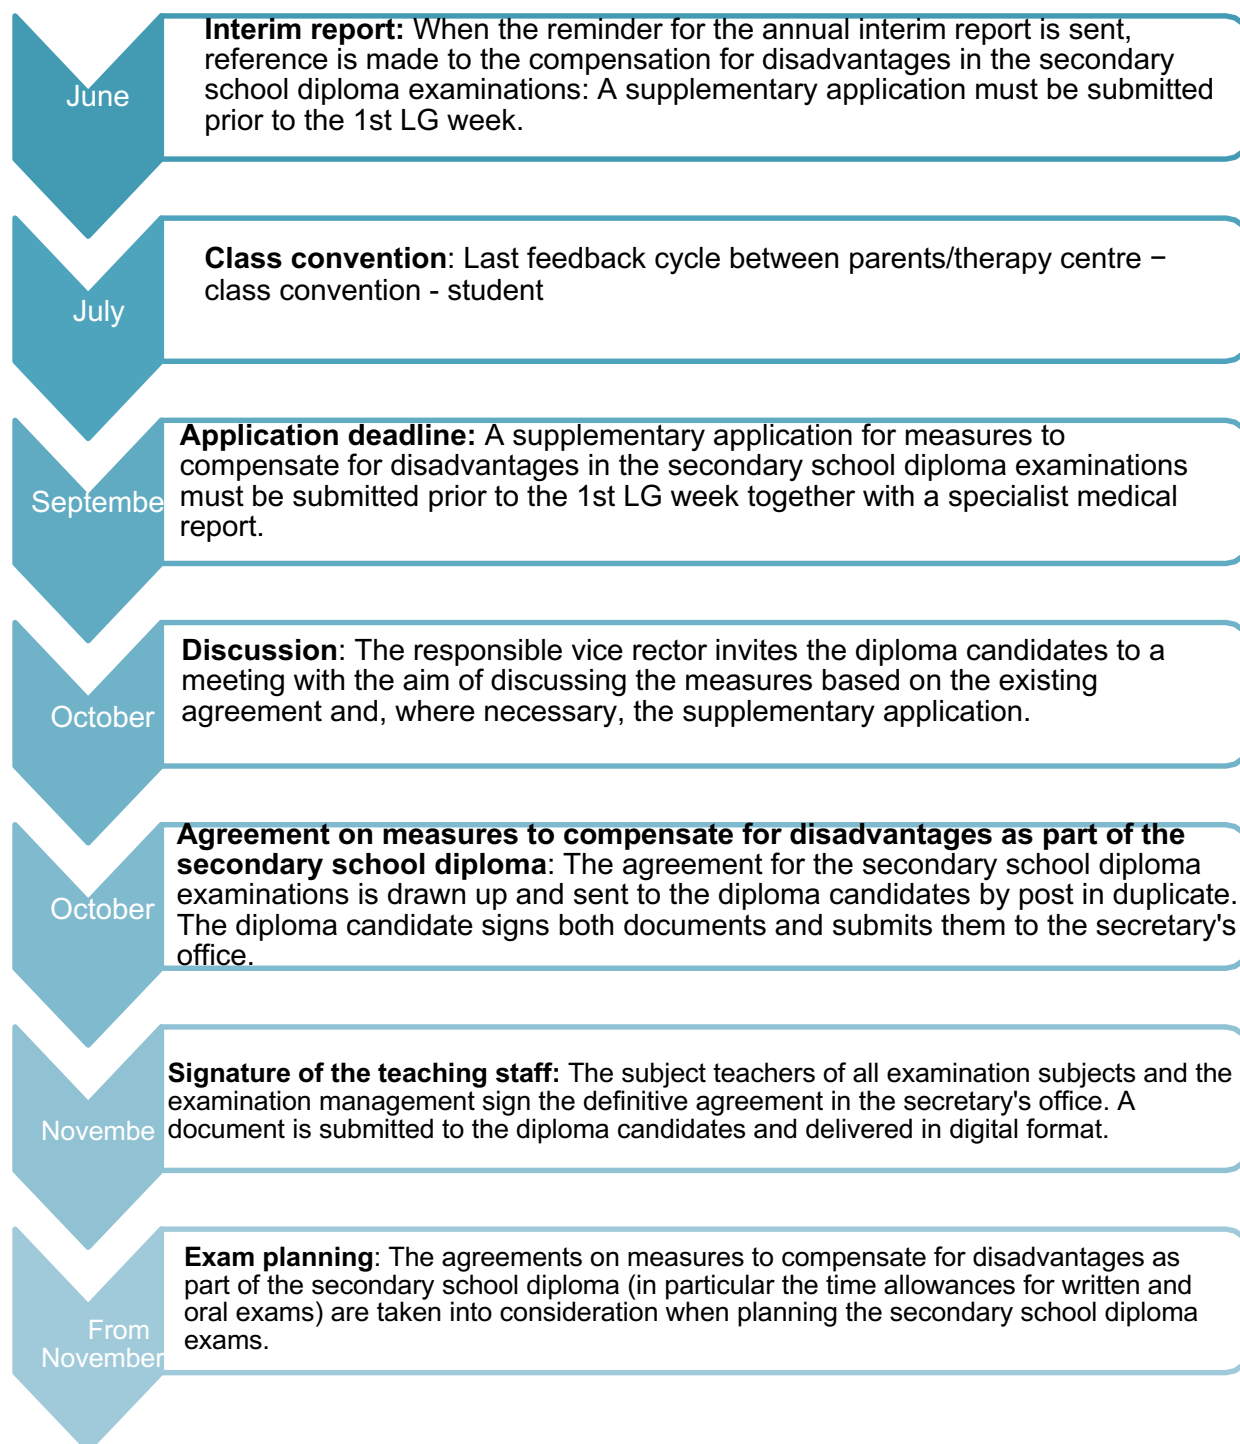 Interim report: When the reminder for the annual interim report is sent,
reference is made to the compensation for disadvantages in the secondary
school diploma examinations: A supplementary application must be submitted
prior to the 1st LG week.
June
Class convention: Last feedback cycle between parents/therapy centre −
class convention - student
July
Application deadline: A supplementary application for measures to
compensate for disadvantages in the secondary school diploma examinations
must be submitted prior to the 1st LG week together with a specialist medical
report.
Septembe
Discussion: The responsible vice rector invites the diploma candidates to a
meeting with the aim of discussing the measures based on the existing
agreement and, where necessary, the supplementary application.
October
Agreement on measures to compensate for disadvantages as part of the
secondary school diploma: The agreement for the secondary school diploma
examinations is drawn up and sent to the diploma candidates by post in duplicate.
The diploma candidate signs both documents and submits them to the secretary's
office.
October
Signature of the teaching staff: The subject teachers of all examination subjects and the
examination management sign the definitive agreement in the secretary's office. A
document is submitted to the diploma candidates and delivered in digital format.
Novembe
Exam planning: The agreements on measures to compensate for disadvantages as
part of the secondary school diploma (in particular the time allowances for written and
oral exams) are taken into consideration when planning the secondary school diploma
exams.
From
November